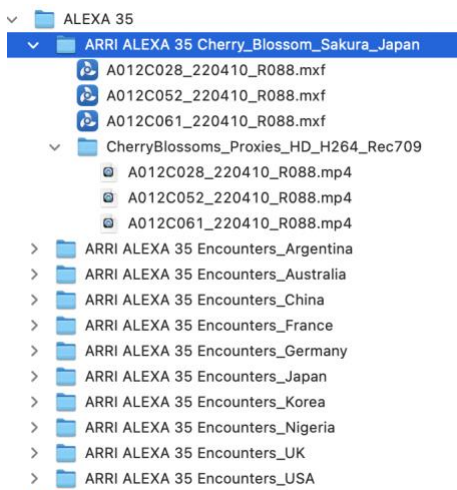 ALEXA 35
ARRI ALEXA 35 Cherry_Blossom_Sakura_Japan
A012C028_220410_R088.mxf
A012C052_220410_R088.mxf
A012C061_220410_R088.mxf
CherryBlossoms_Proxies_HD_H264_Rec709
A012C028_220410_R088.mp4
A012C052_220410_R088.mp4
A012C061_220410_R088.mp4
ARRI ALEXA 35 Encounters_Argentina
ARRI ALEXA 35 Encounters_Australia
ARRI ALEXA 35 Encounters_China
ARRI ALEXA 35 Encounters_France
ARRI ALEXA 35 Encounters_Germany
ARRI ALEXA 35 Encounters_Japan
ARRI ALEXA 35 Encounters_Korea
ARRI ALEXA 35 Encounters_Nigeria
ARRI ALEXA 35 Encounters_UK
ARRI ALEXA 35 Encounters_USA